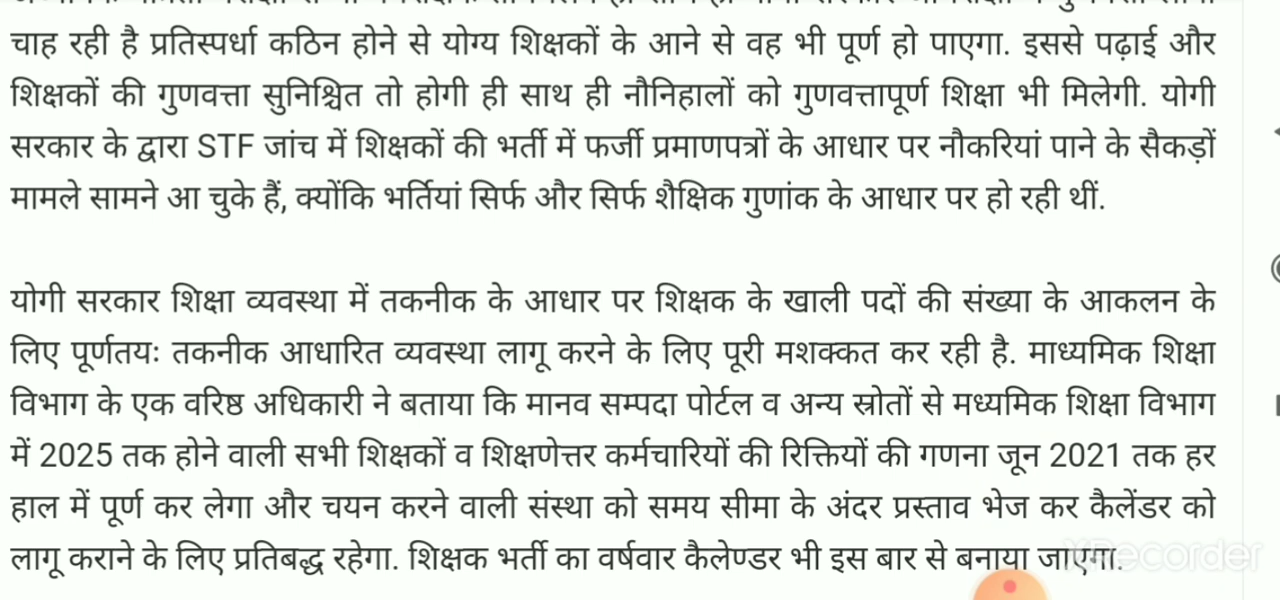 चाह रही है प्रतिस्पर्धा कठिन होने से योग्य शिक्षकों के आने से वह भी पूर्ण हो पाएगा. इससे पढ़ाई और
शिक्षकों की गुणवत्ता सुनिश्चित तो होगी ही साथ ही नौनिहालों को गुणवत्तापूर्ण शिक्षा भी मिलेगी. योगी
सरकार के द्वारा STF जांच में शिक्षकों की भर्ती में फर्जी प्रमाणपत्रों के आधार पर नौकरियां पाने के सैकड़ों
मामले सामने आ चुके हैं, क्योंकि भर्तियां सिर्फ और सिर्फ शैक्षिक गुणांक के आधार पर हो रही थीं.
योगी सरकार शिक्षा व्यवस्था में तकनीक के आधार पर शिक्षक के खाली पदों की संख्या के आकलन के
लिए पूर्णतयः तकनीक आधारित व्यवस्था लागू करने के लिए पूरी मशक्कत कर रही है. माध्यमिक शिक्षा
विभाग के एक वरिष्ठ अधिकारी ने बताया कि मानव सम्पदा पोर्टल व अन्य स्रोतों से मध्यमिक शिक्षा विभाग
में 2025 तक होने वाली सभी शिक्षकों व शिक्षणेत्तर कर्मचारियों की रिक्तियों की गणना जून 2021 तक हर
हाल में पूर्ण कर लेगा और चयन करने वाली संस्था को समय सीमा के अंदर प्रस्ताव भेज कर कैलेंडर को
लागू कराने के लिए प्रतिबद्ध रहेगा. शिक्षक भर्ती का वर्षवार कैलेण्डर भी इस बार से बनाया जाएगा.
XRecorder